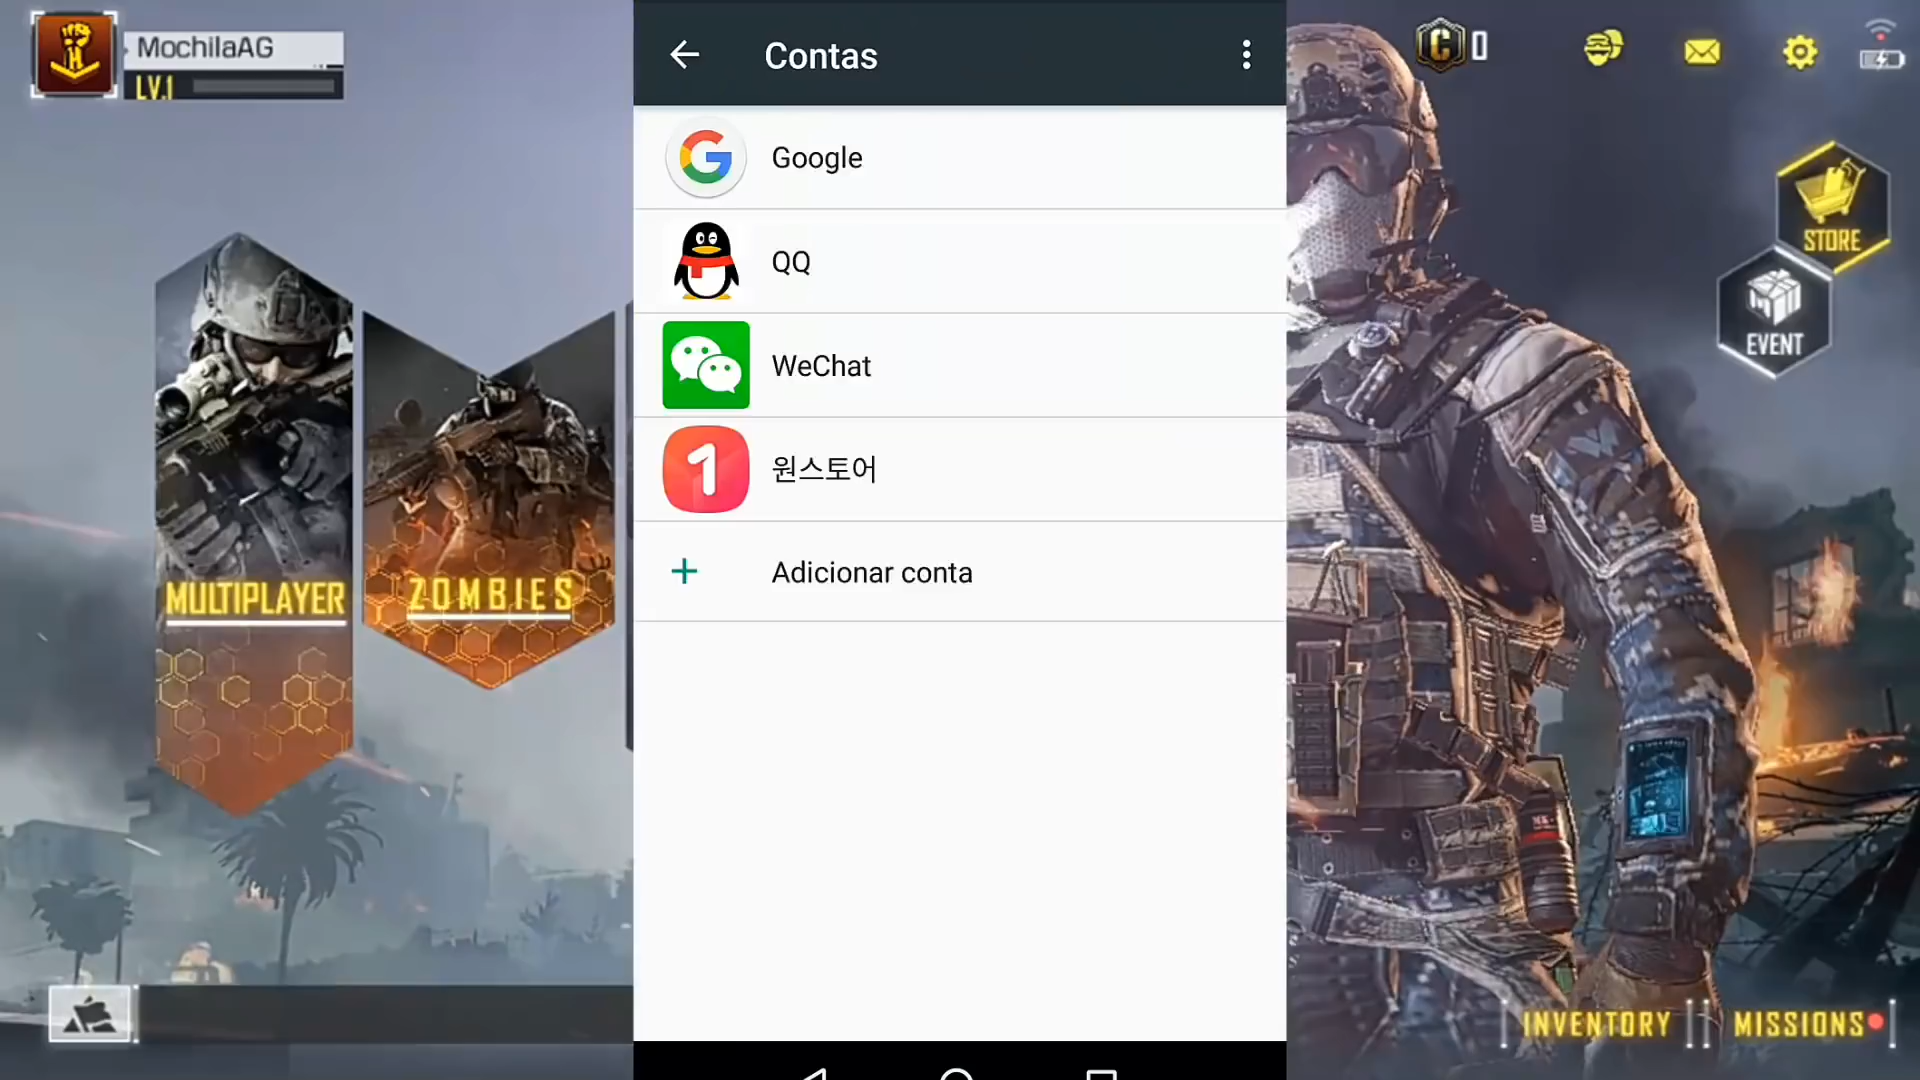 MochilaAG
LV.1
MULTIPLAYER
ZOMBIES
Contas
Google
QQ
WeChat
원스토어
Adicionar conta
0
STORE
EVENT
INVENTORY
MISSIONS